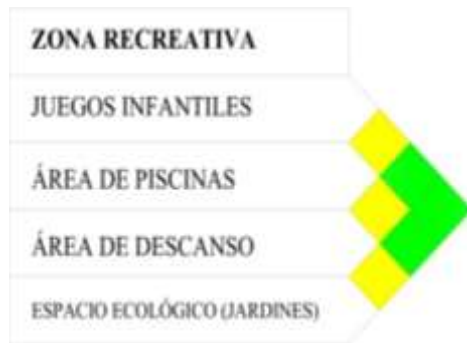 ZONA RECREATIVA
JUEGOS INFANTILES
ÁREA DE PISCINAS
ÁREA DE DESCANSO
ESPACIO ECOLÓGICO (JARDINES)